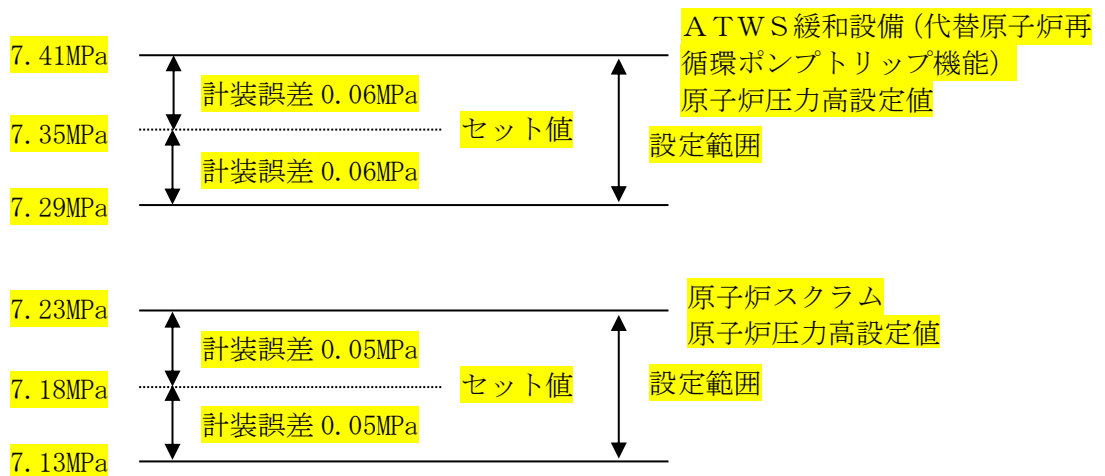 ATWS緩和設備(代替原子炉再
循環ポンプトリップ機能)
原子炉圧力高設定値
7.41MPa
計装誤差 0.06MPa
7.35MPa
セット値
設定範囲
計装誤差 0.06MPa
7.29MPa
原子炉スクラム
原子炉圧力高設定値
7.23MPa
計装誤差 0.05MPa
7.18MPa
セット値
設定範囲
計装誤差 0.05MPa
7.13MPa